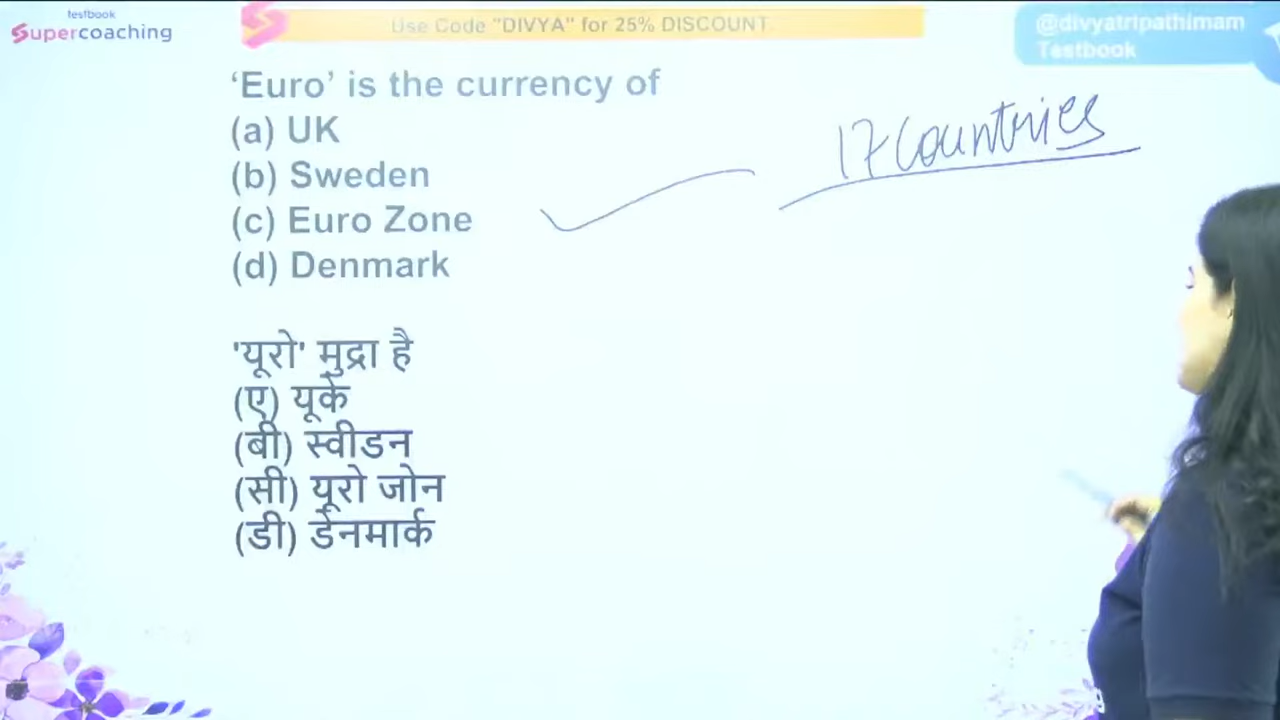 testbook
Supercoaching
Use Code "DIVYA" for 25% DISCOUNT.
@divyatripathimam
Testbook
‘Euro’ is the currency of
(a) UK
(b) Sweden
(c) Euro Zone
(d) Denmark
17 Countries
'यूरो' मुद्रा है
(ए) यूके
(बी) स्वीडन
(सी) यूरो जोन
(डी) डेनमार्क